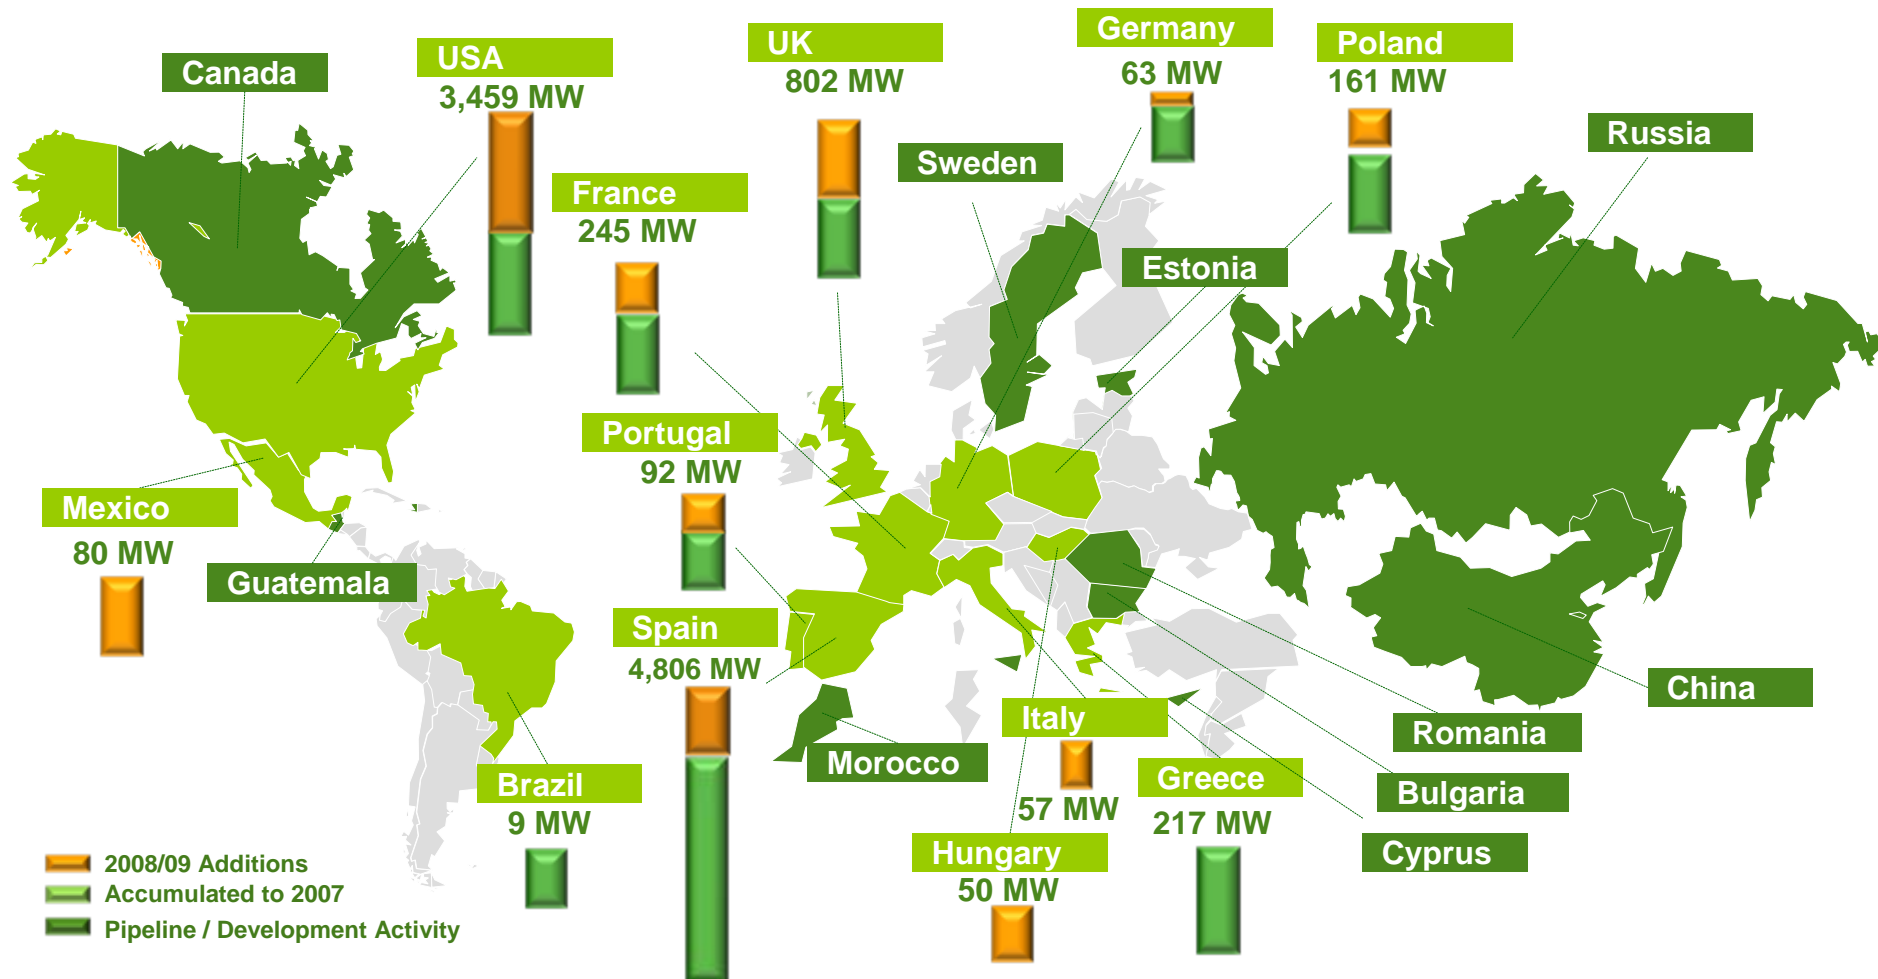 Canada
USA
3,459 MW
UK
802 MW
Germany
63 MW
Poland
161 MW
Russia
Sweden
France
245 MW
Estonia
Portugal
92 MW
Mexico
80 MW
Guatemala
Spain
4,806 MW
Morocco
Italy
57 MW
China
Romania
Brazil
9 MW
Greece
217 MW
Bulgaria
Hungary
50 MW
Cyprus
2008/09 Additions
Accumulated to 2007
Pipeline / Development Activity